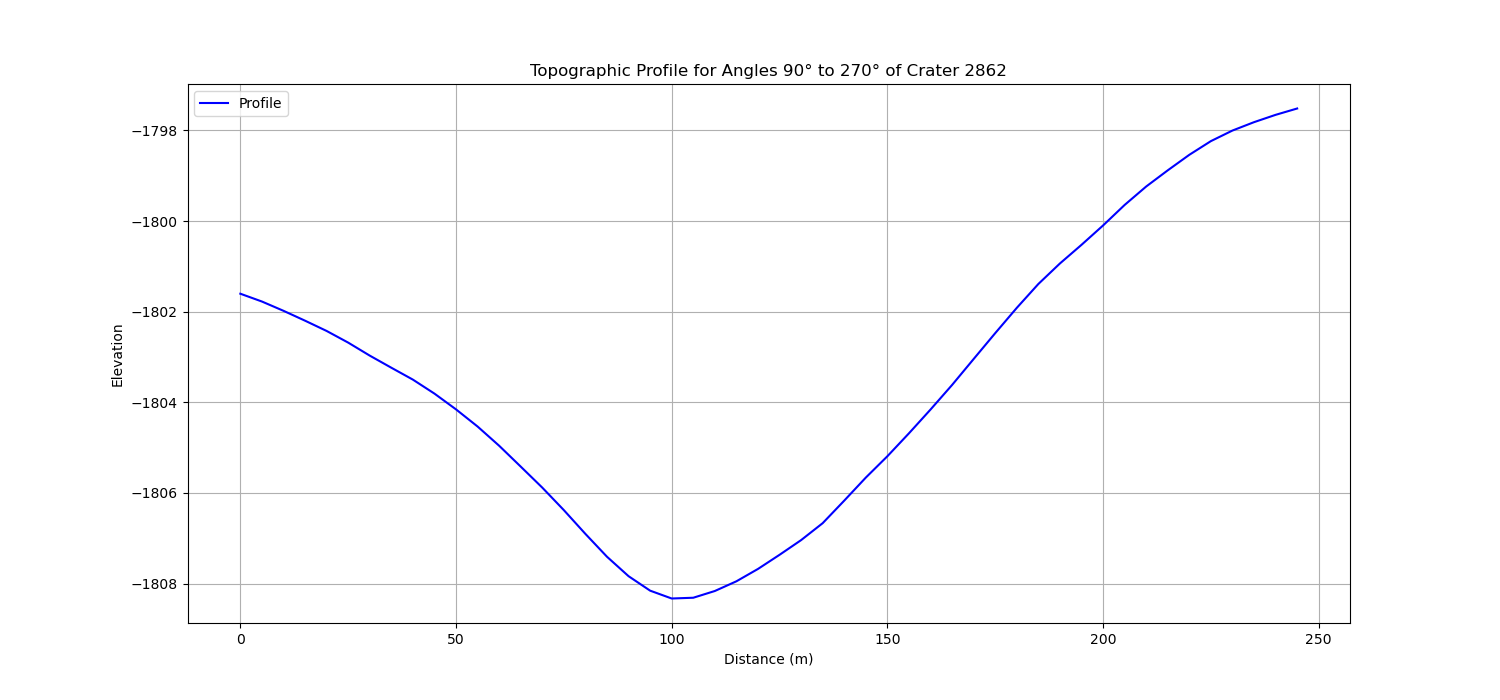 Topographic Profile for Angles 90° to 270° of Crater 2862
Profile
−1798
−1800
−1802
−1804
−1806
−1808
Elevation
0 50 100 150 200 250
Distance (m)